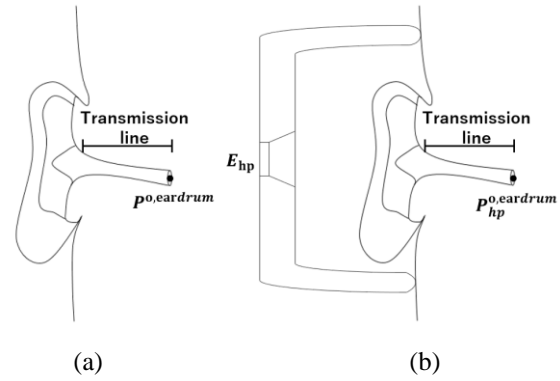 Transmission
line
P^{o,eardrum}
(a)
E_{hp}
Transmission
line
P_{hp}^{o,eardrum}
(b)